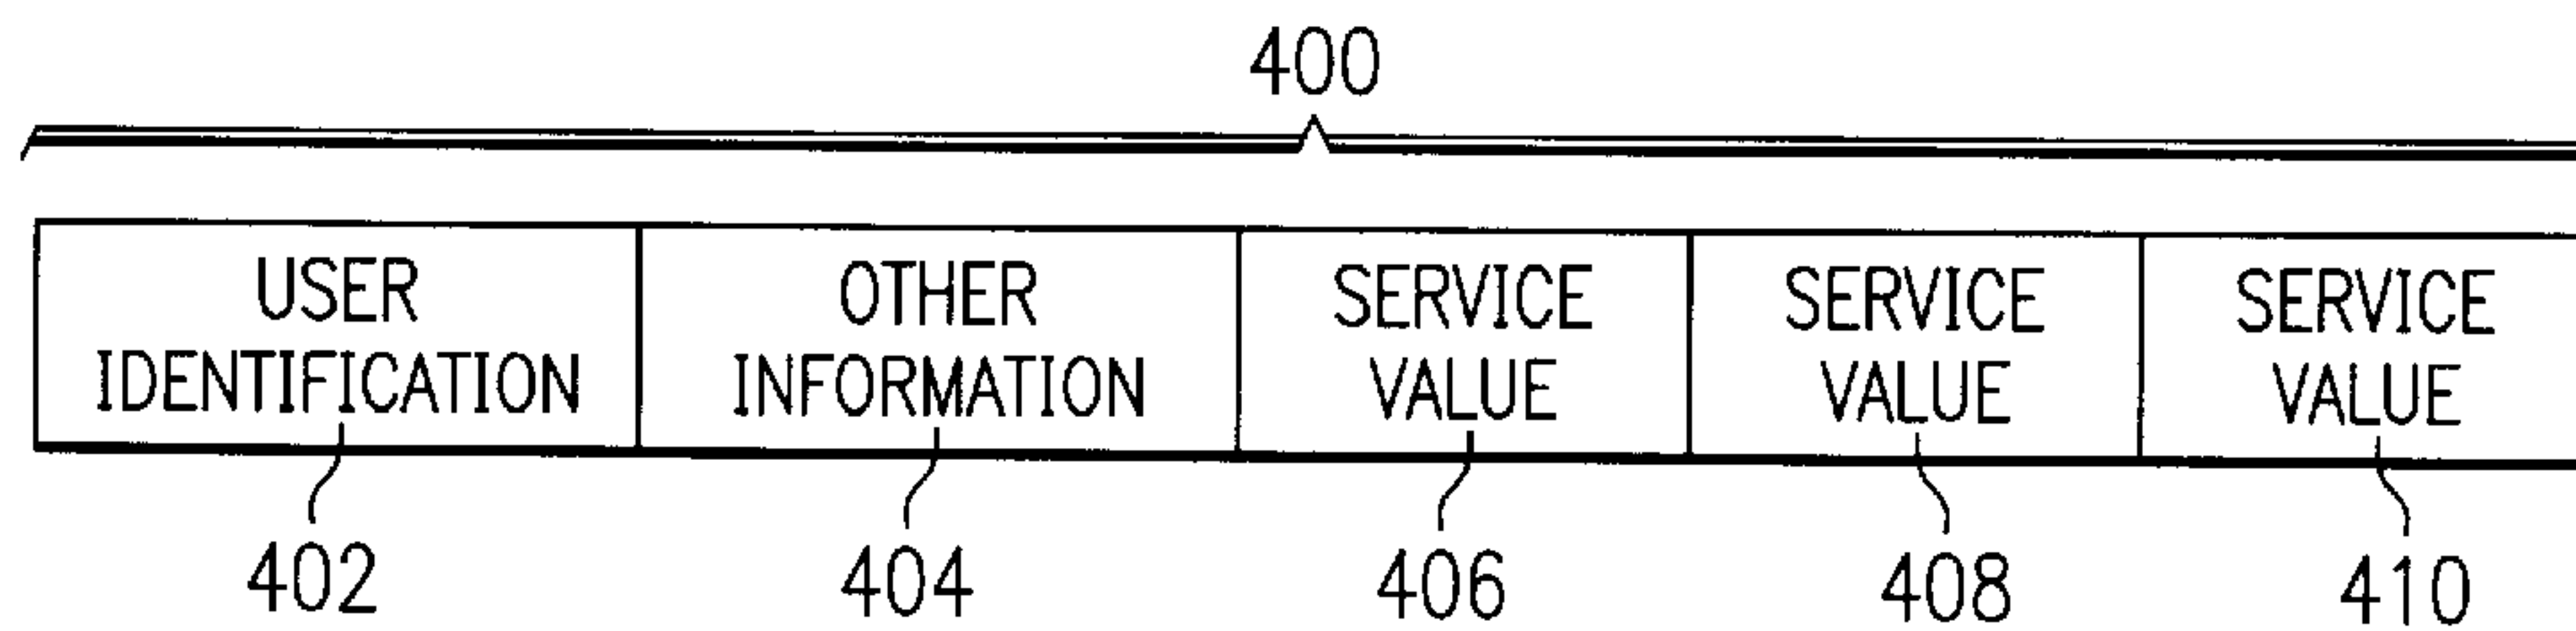 400
USER
IDENTIFICATION
OTHER
INFORMATION
SERVICE
VALUE
SERVICE
VALUE
SERVICE
VALUE
402
404
406
408
410